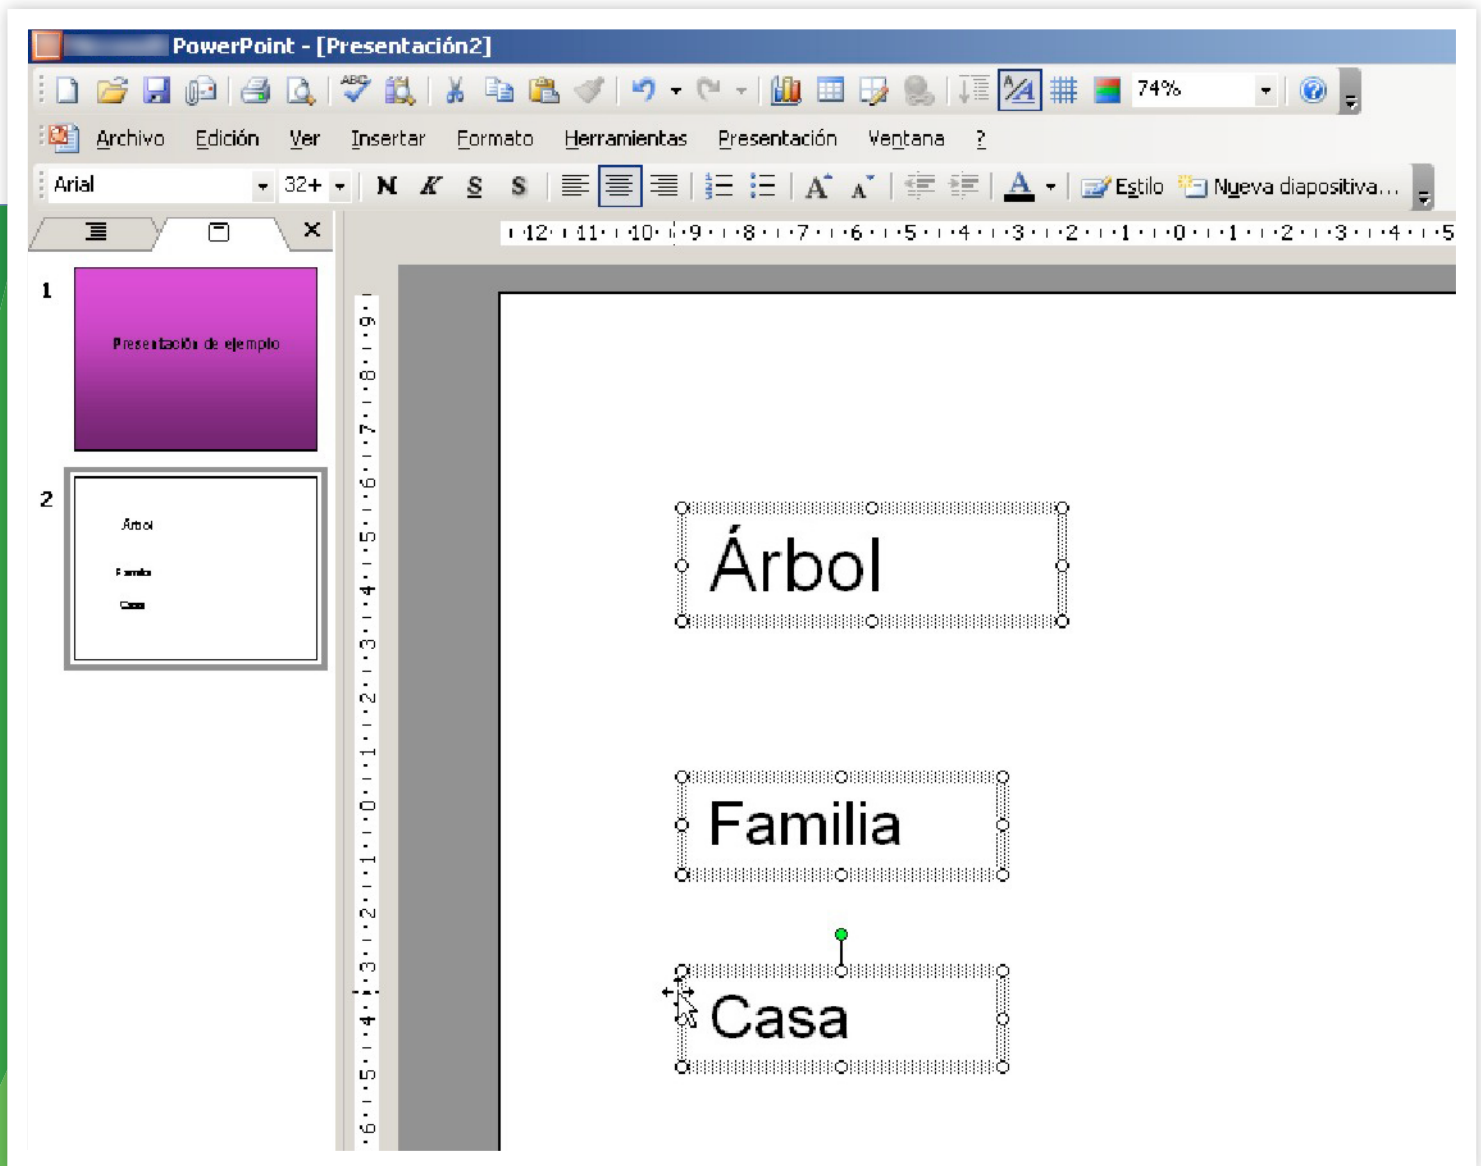 PowerPoint - [Presentación2]
ABC 74%
Archivo Edición Ver Insertar Formato Herramientas Presentación Ventana ?
Arial 32+ N K S S A A A Estilo Nueva diapositiva...
12 11 10 9 8 7 6 5 4 3 2 1 0 1 2 3 4 5
9 8 7 6 5 4 3 2 1 0 1 2 3 4 5 6
1
Presentación de ejemplo
2
Árbol
Familia
Casa
Árbol
Familia
Casa